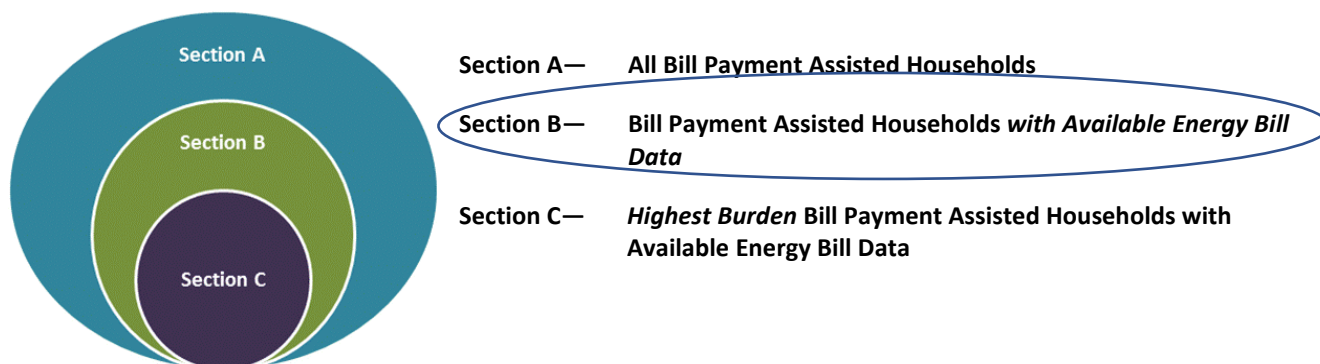 Section A
Section B
Section C
Section A— All Bill Payment Assisted Households
Section B— Bill Payment Assisted Households with Available Energy Bill
Data
Section C— Highest Burden Bill Payment Assisted Households with
Available Energy Bill Data